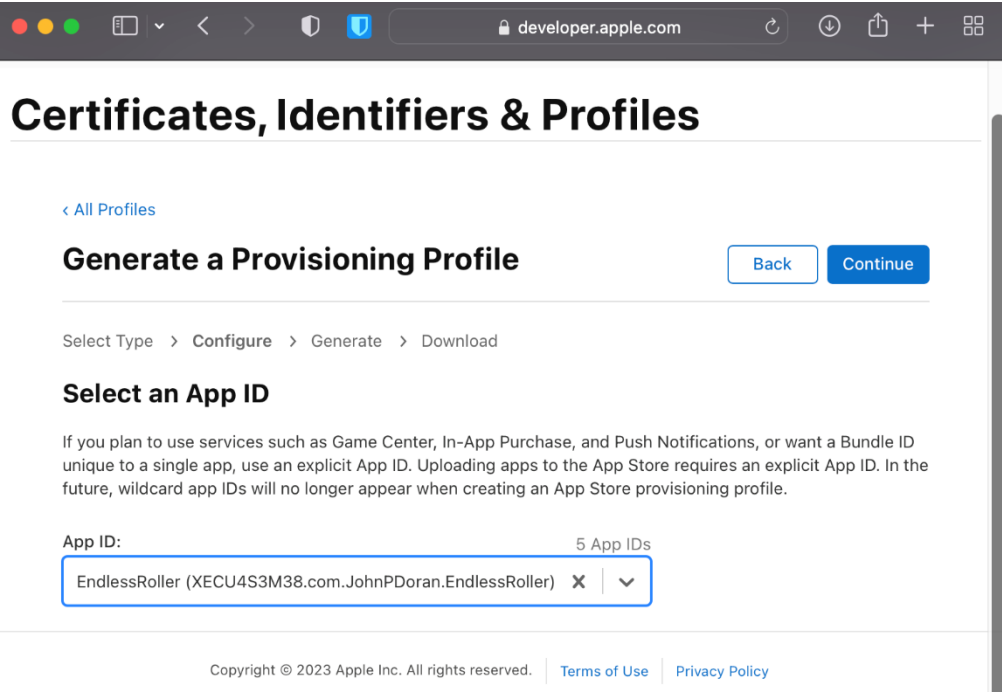 developer.apple.com
Certificates, Identifiers & Profiles
‹ All Profiles
Generate a Provisioning Profile
Back
Continue
Select Type > Configure > Generate > Download
Select an App ID
If you plan to use services such as Game Center, In-App Purchase, and Push Notifications, or want a Bundle ID
unique to a single app, use an explicit App ID. Uploading apps to the App Store requires an explicit App ID. In the
future, wildcard app IDs will no longer appear when creating an App Store provisioning profile.
App ID:
5 App IDs
EndlessRoller (XECU4S3M38.com.JohnPDoran.EndlessRoller)
Copyright © 2023 Apple Inc. All rights reserved.
Terms of Use
Privacy Policy